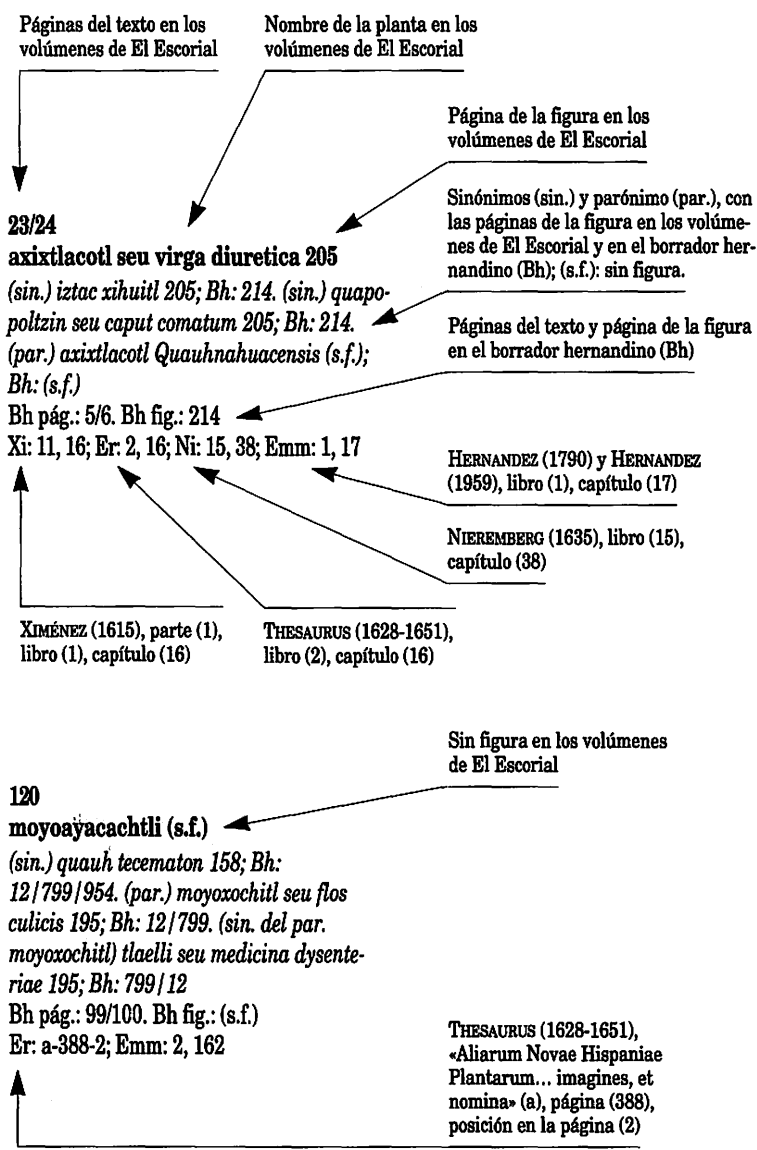 Páginas del texto en los
volúmenes de El Escorial
Nombre de la planta en los
volúmenes de El Escorial
Página de la figura en los
volúmenes de El Escorial
Sinónimos (sin.) y parónimo (par.), con
las páginas de la figura en los volúme-
nes de El Escorial y en el borrador her-
nandino (Bh); (s.f.): sin figura.
Páginas del texto y página de la figura
en el borrador hernandino (Bh)
23/24
axixtlacotl seu virga diuretica 205
(sin.) iztac xihuitl 205; Bh: 214. (sin.) quapo-
poltzin seu caput comatum 205; Bh: 214.
(par.) axixtlacotl Quauhnahuacensis (s.f.);
Bh: (s.f.)
Bh pág.: 5/6. Bh fig.: 214
Xi: 11, 16; Er: 2, 16; Ni: 15, 38; Emm: 1, 17
HERNANDEZ (1790) y HERNANDEZ
(1959), libro (1), capítulo (17)
NIEREMBERG (1635), libro (15),
capítulo (38)
XIMÉNEZ (1615), parte (1),
libro (1), capítulo (16)
THESAURUS (1628-1651),
libro (2), capítulo (16)
Sin figura en los volúmenes
de El Escorial
120
moyoayacachtli (s.f.)
(sin.) quauh tecematon 158; Bh:
12/799/954. (par.) moyoxochitl seu flos
culicis 195; Bh: 12/799. (sin. del par.
moyoxochitl) tlaelli seu medicina dysente-
riae 195; Bh: 799/12
Bh pág.: 99/100. Bh fig.: (s.f.)
Er: a-388-2; Emm: 2, 162
THESAURUS (1628-1651),
«Aliarum Novae Hispaniae
Plantarum... imagines, et
nomina» (a), página (388),
posición en la página (2)